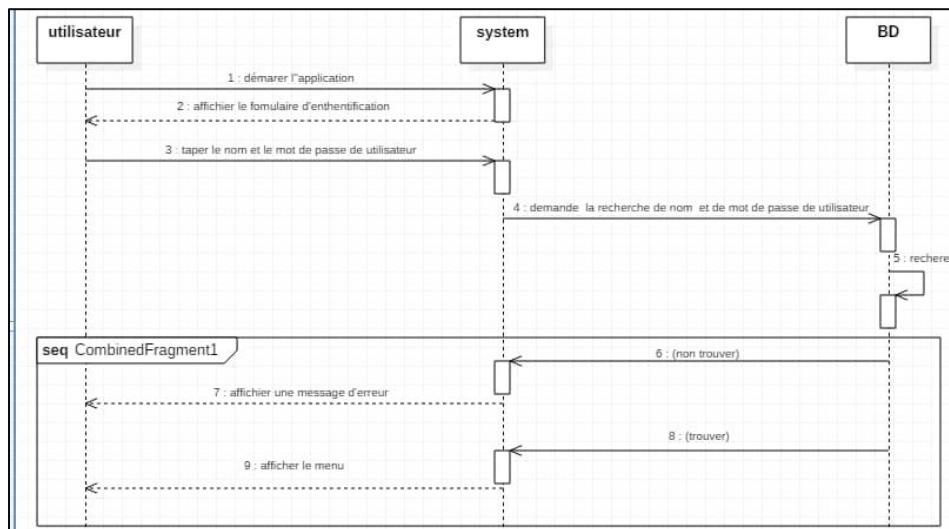 utilisateur
system
BD
1 : démarer l"application
2 : affichier le fomulaire d'enthentification
3 : taper le nom et le mot de passe de utilisateur
4 : demande la recherche de nom et de mot de passe de utilisateur
5 : rechere
seq CombinedFragment1
6 : (non trouver)
7 : affichier une message d'erreur
8 : (trouver)
9 : afficher le menu